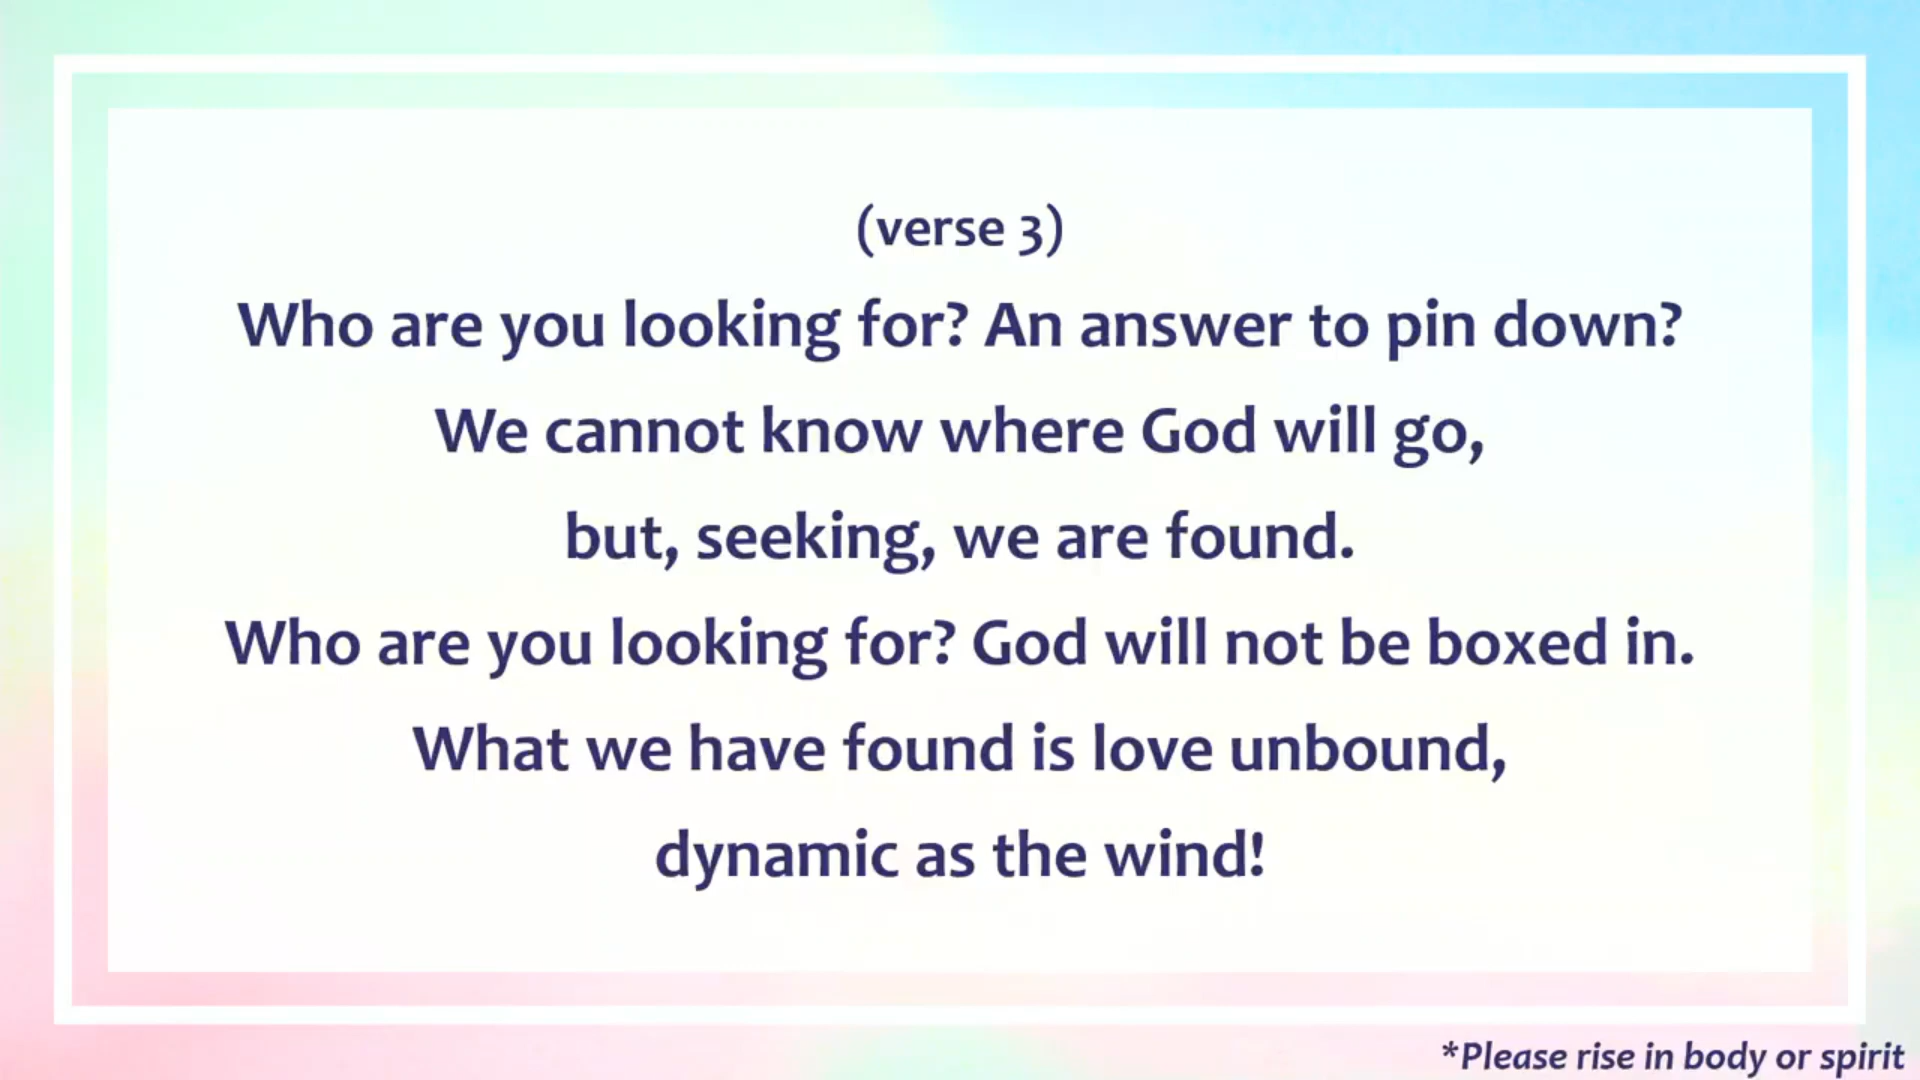 (verse 3)
Who are you looking for? An answer to pin down?
We cannot know where God will go,
but, seeking, we are found.
Who are you looking for? God will not be boxed in.
What we have found is love unbound,
dynamic as the wind!
*Please rise in body or spirit